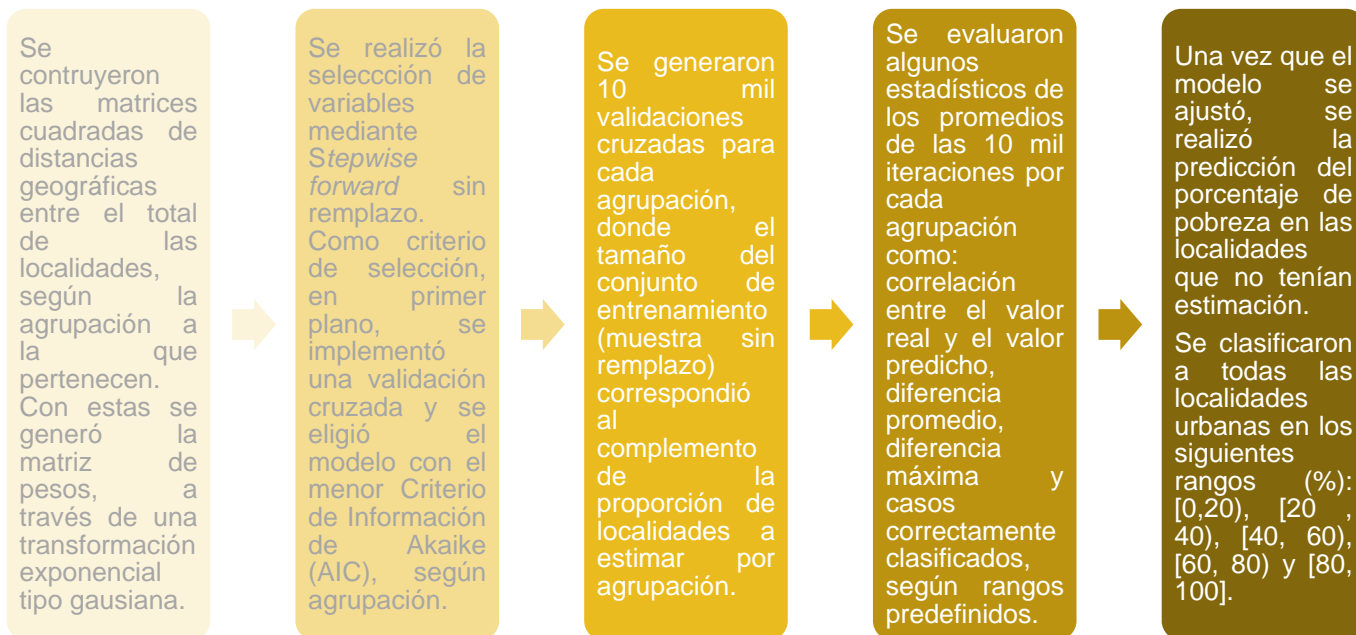 Se
contruyeron
las matrices
cuadradas de
distancias
geográficas
entre el total
de las
localidades,
según la
agrupación a
la que
pertenecen.
Con estas se
generó la
matriz de
pesos, a
través de una
transformación
exponencial
tipo gausiana.
Se realizó la
seleccción de
variables
mediante
Stepwise
forward sin
remplazo.
Como criterio
de selección,
en primer
plano, se
implementó
una validación
cruzada y se
eligió el
modelo con el
menor Criterio
de Información
de Akaike
(AIC), según
agrupación.
Se generaron
10 mil
validaciones
cruzadas para
cada
agrupación,
donde el
tamaño del
conjunto de
entrenamiento
(muestra sin
remplazo)
correspondió
al
complemento
de la
proporción de
localidades a
estimar por
agrupación.
Se evaluaron
algunos
estadísticos de
los promedios
de las 10 mil
iteraciones por
cada
agrupación
como:
correlación
entre el valor
real y el valor
predicho,
diferencia
promedio,
diferencia
máxima y
casos
correctamente
clasificados,
según rangos
predefinidos.
Una vez que el
modelo se
ajustó, se
realizó la
predicción del
porcentaje de
pobreza en las
localidades
que no tenían
estimación.
Se clasificaron
a todas las
localidades
urbanas en los
siguientes
rangos (%):
[0,20), [20 ,
40), [40, 60),
[60, 80) y [80,
100].